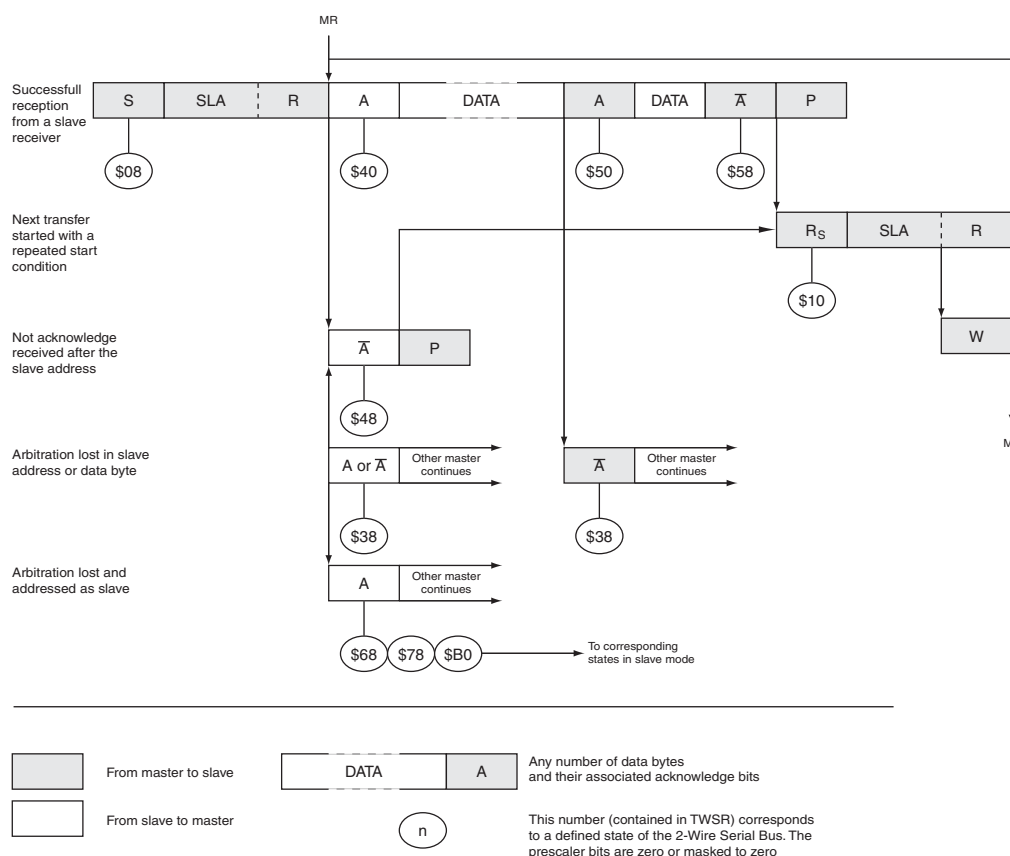 MR
Successfull
reception
from a slave
receiver
S SLA R A DATA A DATA A̅ P
$08 $40 $50 $58
Next transfer
started with a
repeated start
condition
RS SLA R
$10
W
Not acknowledge
received after the
slave address
A̅ P
$48
M
Arbitration lost in slave
address or data byte
A or A̅
Other master
continues
A̅
Other master
continues
$38 $38
Arbitration lost and
addressed as slave
A
Other master
continues
$68 $78 $B0
To corresponding
states in slave mode
From master to slave
DATA A
Any number of data bytes
and their associated acknowledge bits
From slave to master
n
This number (contained in TWSR) corresponds
to a defined state of the 2-Wire Serial Bus. The
prescaler bits are zero or masked to zero